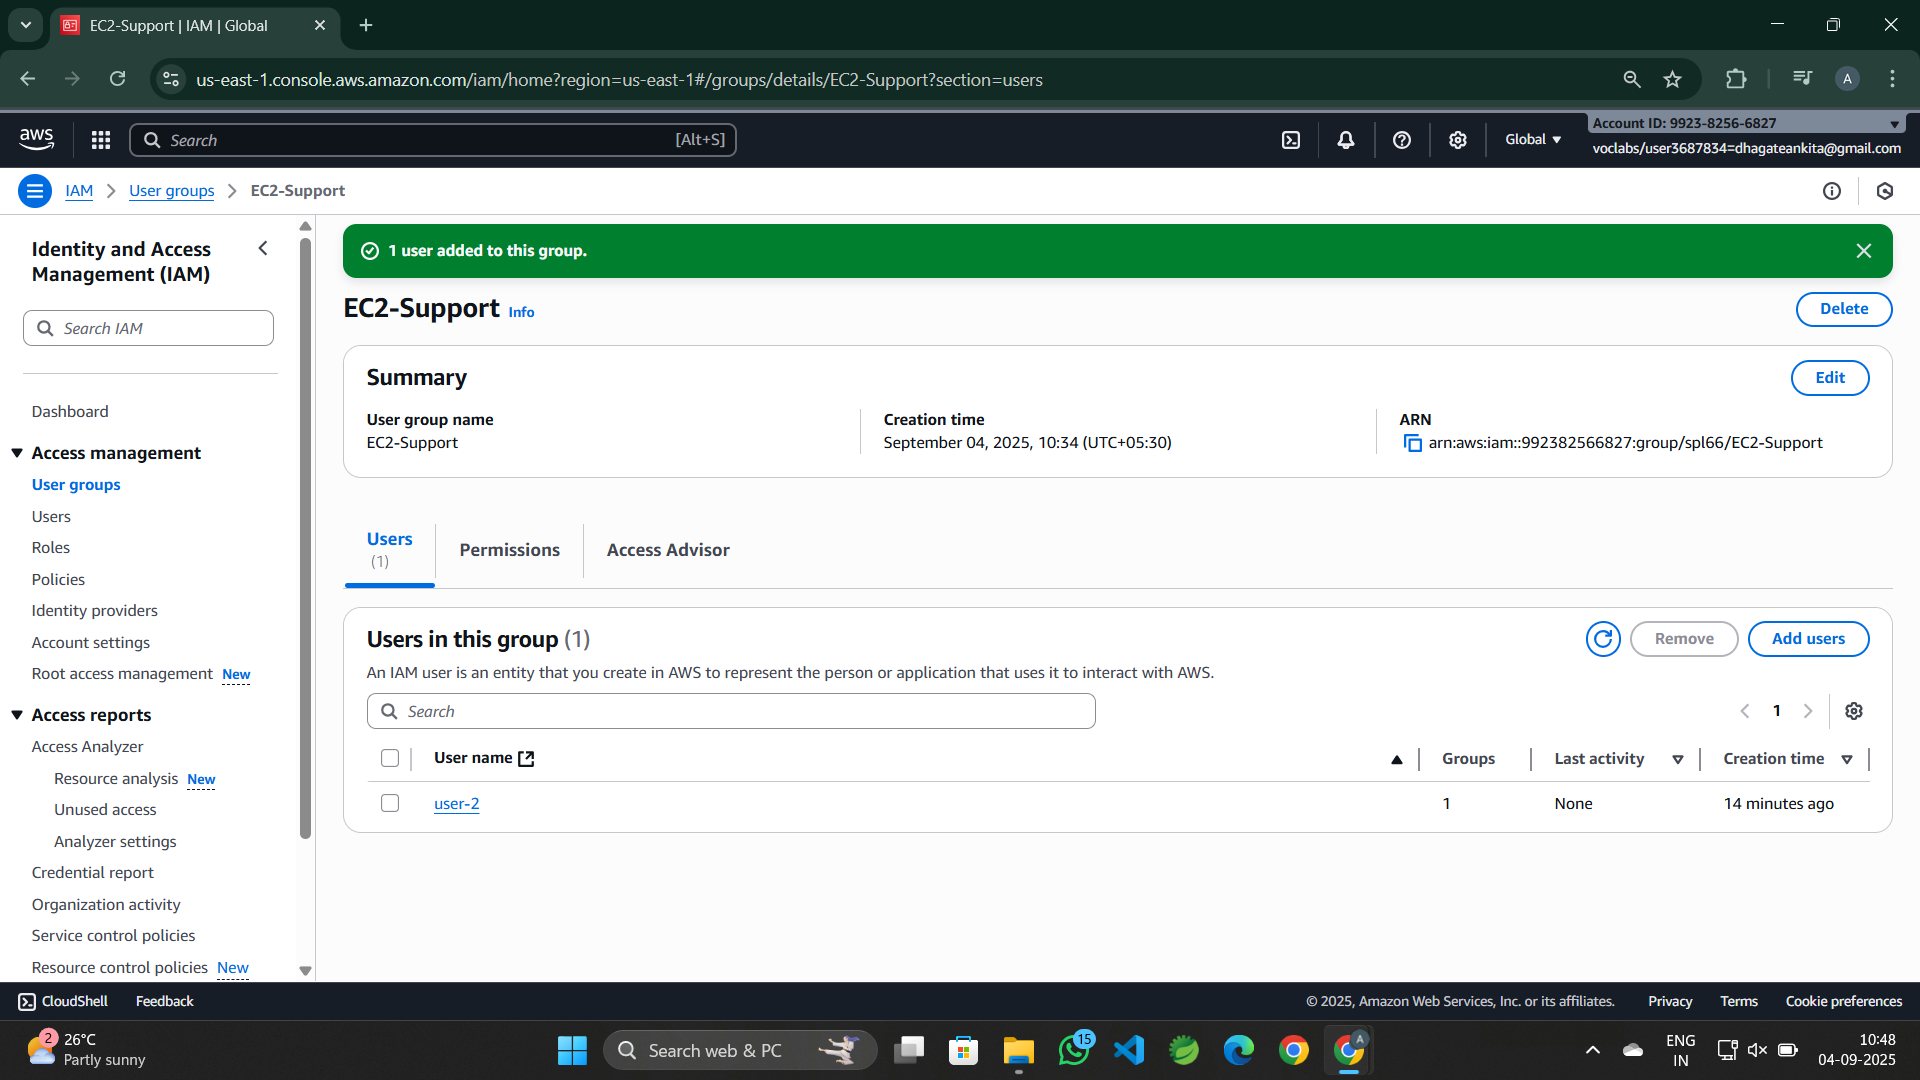 EC2-Support | IAM | Global
us-east-1.console.aws.amazon.com/iam/home?region=us-east-1#/groups/details/EC2-Support?section=users
A
aws
Search [Alt+S]
Global
Account ID: 9923-8256-6827
voclabs/user3687834=dhagateankita@gmail.com
IAM
User groups
EC2-Support
Identity and Access
Management (IAM)
Search IAM
Dashboard
Access management
User groups
Users
Roles
Policies
Identity providers
Account settings
Root access management New
Access reports
Access Analyzer
Resource analysis New
Unused access
Analyzer settings
Credential report
Organization activity
Service control policies
Resource control policies New
1 user added to this group.
EC2-Support Info
Delete
Summary
Edit
User group name
EC2-Support
Creation time
September 04, 2025, 10:34 (UTC+05:30)
ARN
arn:aws:iam::992382566827:group/spl66/EC2-Support
Users
(1)
Permissions
Access Advisor
Users in this group (1)
Remove
Add users
An IAM user is an entity that you create in AWS to represent the person or application that uses it to interact with AWS.
Search
1
User name
Groups
Last activity
Creation time
user-2
1
None
14 minutes ago
CloudShell
Feedback
© 2025, Amazon Web Services, Inc. or its affiliates.
Privacy
Terms
Cookie preferences
2
26°C
Partly sunny
Search web & PC
15
A
ENG
IN
10:48
04-09-2025